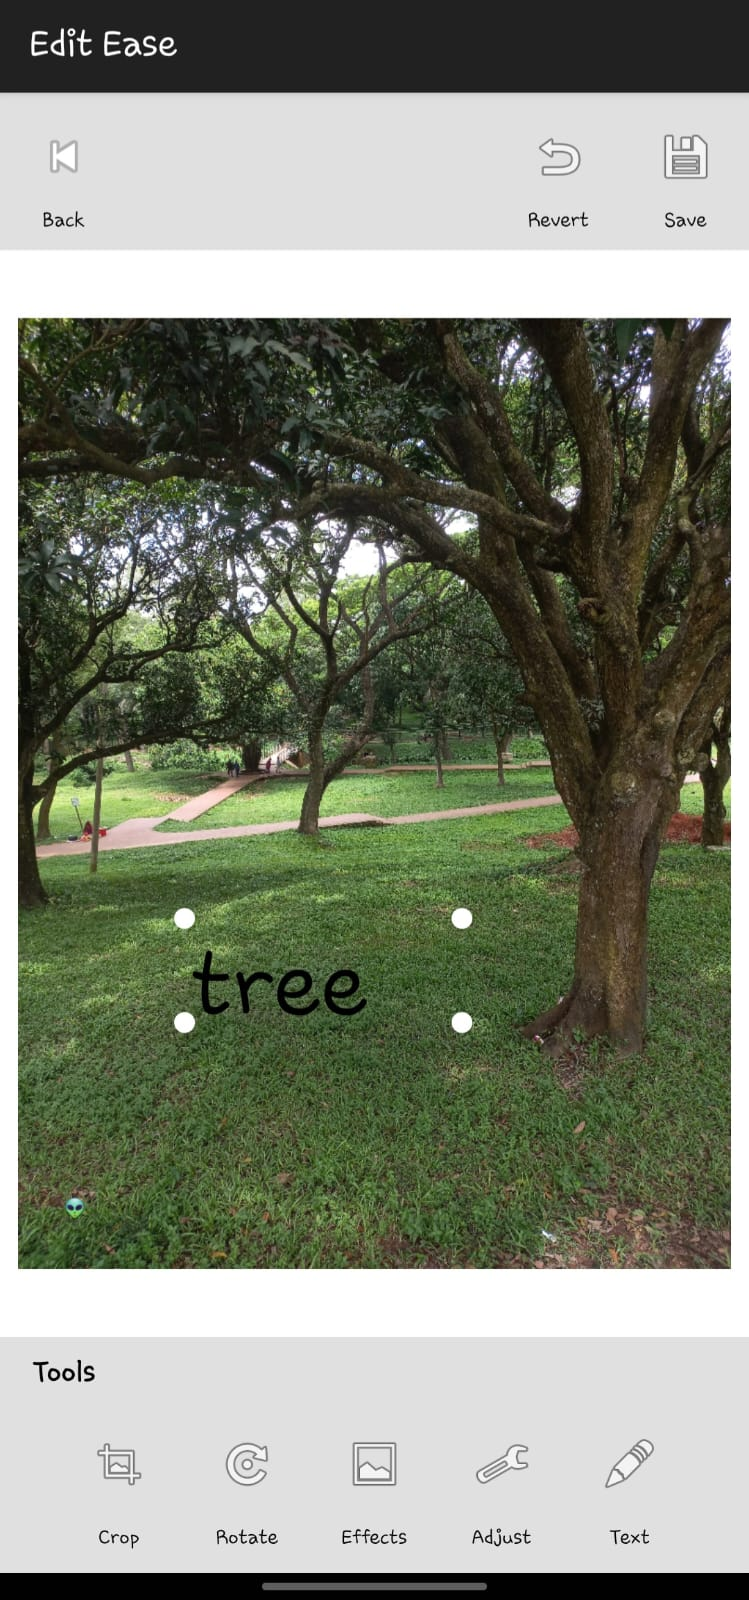 Edit Ease
Back Revert Save
tree
Tools
Crop Rotate Effects Adjust Text